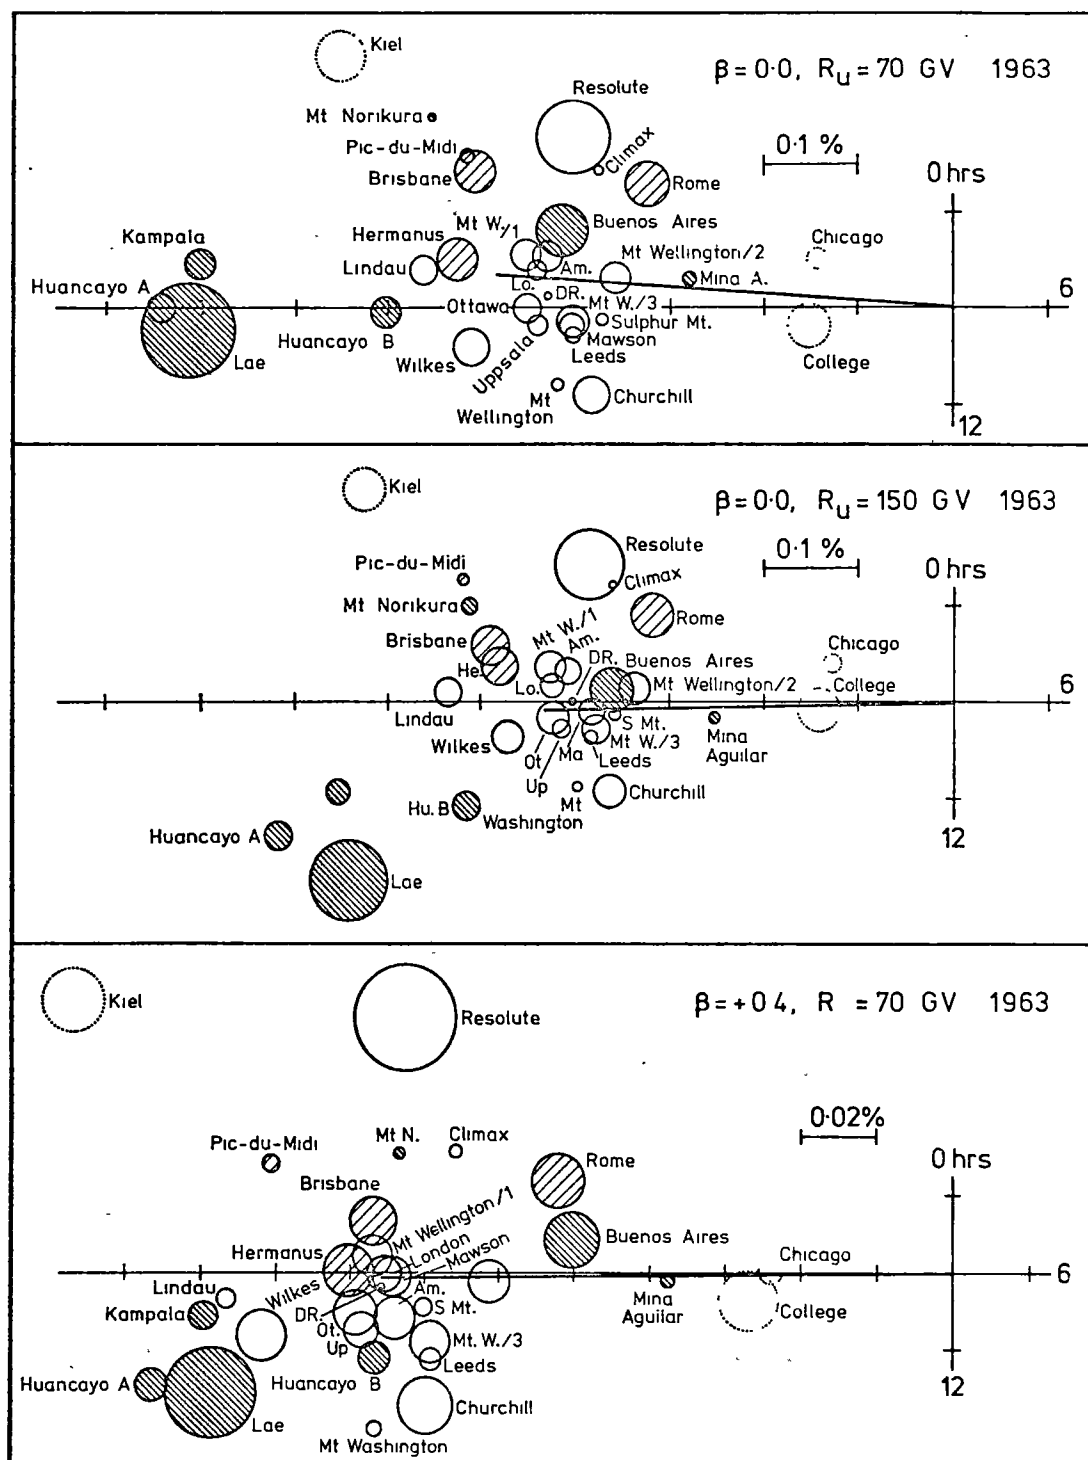 Kiel
β = 0·0, Ru = 70 GV 1963
Resolute
Mt Norikura
0·1 %
Pic-du-Midi
Climax
Brisbane
Rome
0 hrs
Mt W./1
Buenos Aires
Hermanus
Mt Wellington/2
Chicago
Kampala
Lindau
Am.
Lo.
Mina A.
Huancayo A
DR.
6
Ottawa
Mt W./3
Sulphur Mt.
Huancayo B
Mawson
Lae
Wilkes
Uppsala
Leeds
College
Mt
Wellington
Churchill
12
Kiel
β = 0·0, Ru = 150 GV 1963
Resolute
0·1 %
Pic-du-Midi
Climax
0 hrs
Mt Norikura
Rome
Mt W./1
Brisbane
Am.
DR.
Chicago
He.
Buenos Aires
Lo.
Mt Wellington/2
College
6
Lindau
S Mt.
Wilkes
Mina
Aguilar
Ot
Ma
Mt W./3
Leeds
Up
Hu. B
Mt
Churchill
Washington
Huancayo A
12
Lae
Kiel
β = +0 4, R = 70 GV 1963
Resolute
0·02%
Pic-du-Midi
Mt N.
Climax
Rome
0 hrs
Brisbane
Mt Wellington/1
Buenos Aires
London
Hermanus
Mawson
Chicago
6
Lindau
Wilkes
Am.
S Mt.
Mina
Aguilar
Kampala
DR.
College
Ot.
Up
Mt. W./3
Leeds
Huancayo A
Huancayo
B
12
Lae
Churchill
Mt Washington